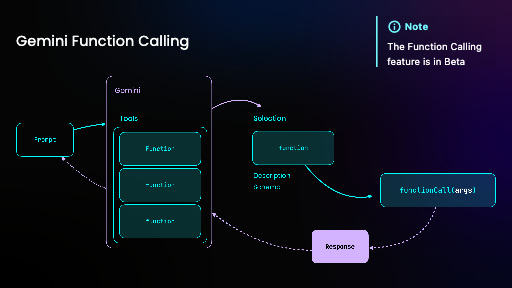 Gemini Function Calling
Note
The Function Calling
feature is in Beta
Gemini
Tools
Selection
Prompt
Function
function
function
function
Description
Schema
functionCall(args)
Response